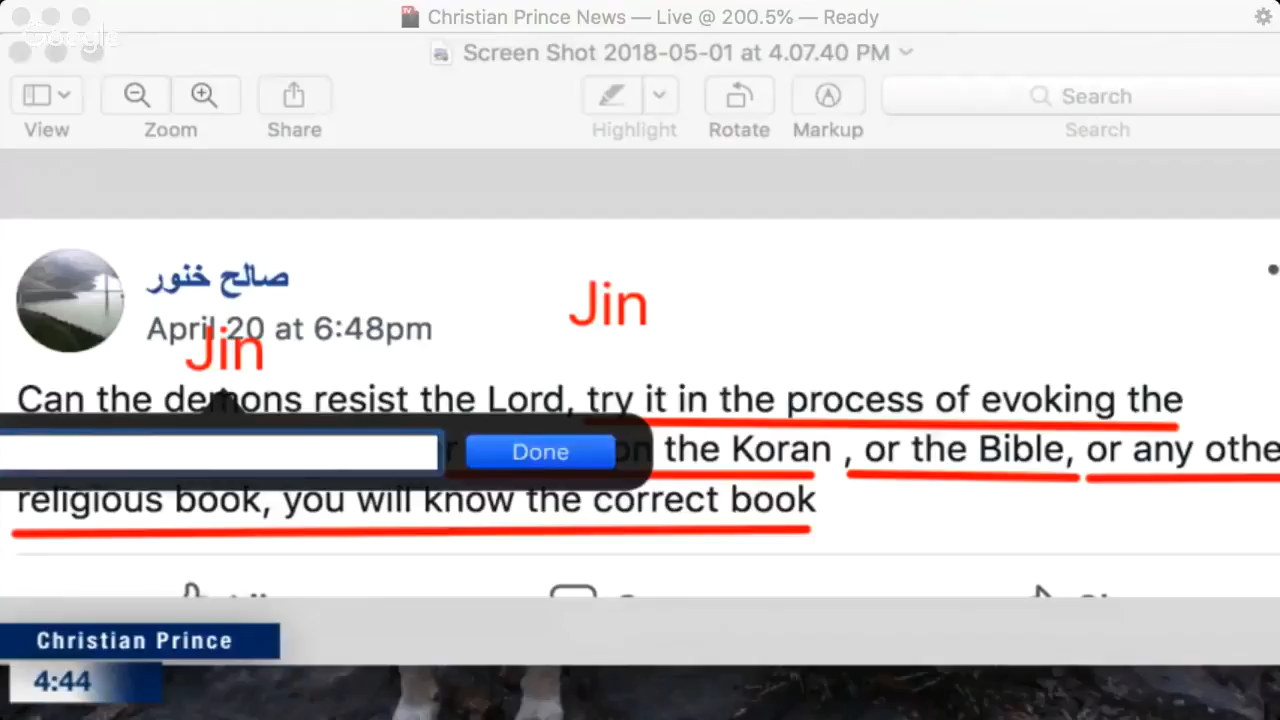 Christian Prince News — Live @ 200.5% — Ready
Google
Screen Shot 2018-05-01 at 4.07.40 PM
View
Zoom
Share
Highlight
Rotate
Markup
Search
Search
صالح خنور
April 20 at 6:48pm
Jin
Jin
Can the demons resist the Lord, try it in the process of evoking the
Done
on the Koran , or the Bible, or any othe
religious book, you will know the correct book
Christian Prince
4:44